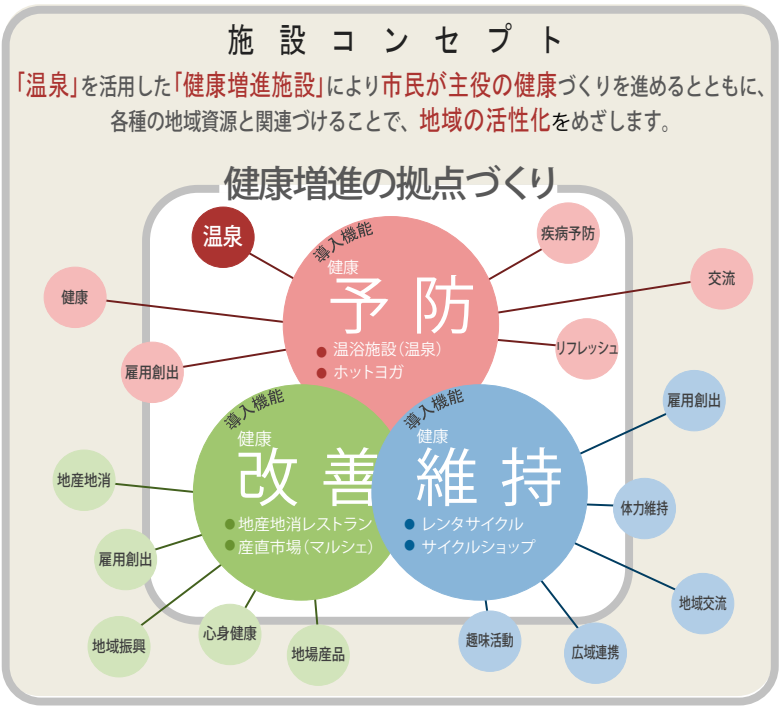 施設コンセプト
「温泉」を活用した「健康増進施設」により市民が主役の健康づくりを進めるとともに、
各種の地域資源と関連づけることで、地域の活性化をめざします。
健康増進の拠点づくり
温泉
疾病予防
健康
交流
雇用創出
リフレッシュ
導入機能
健康
予防
●温浴施設(温泉)
●ホットヨガ
導入機能
健康
改善
●地産地消レストラン
●産直市場(マルシェ)
導入機能
健康
維持
●レンタサイクル
●サイクルショップ
地産地消
雇用創出
地域振興
心身健康
地場産品
雇用創出
体力維持
地域交流
趣味活動
広域連携